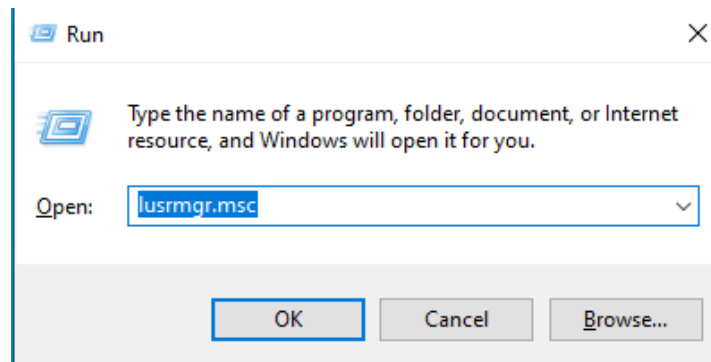 Run
Type the name of a program, folder, document, or Internet
resource, and Windows will open it for you.
Open: lusrmgr.msc
OK Cancel Browse...